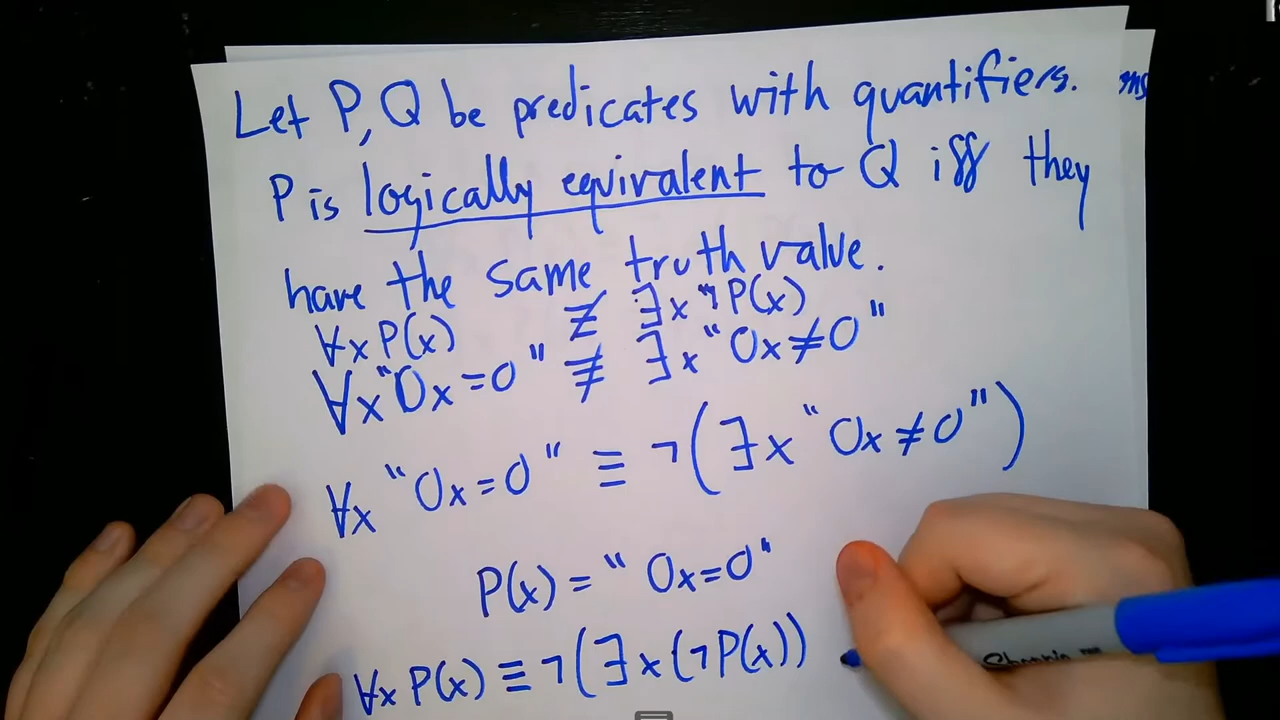 Let P, Q be predicates with quantifiers.
P is logically equivalent to Q iff they
have the same truth value.
∀x P(x) ≢ ∃x "¬P(x)
∀x "0x=0" ≢ ∃x "0x≠0"
∀x "0x=0" ≡ ¬(∃x "0x≠0")
P(x) = "0x=0"
∀x P(x) ≡ ¬(∃x (¬P(x))
Sharpie